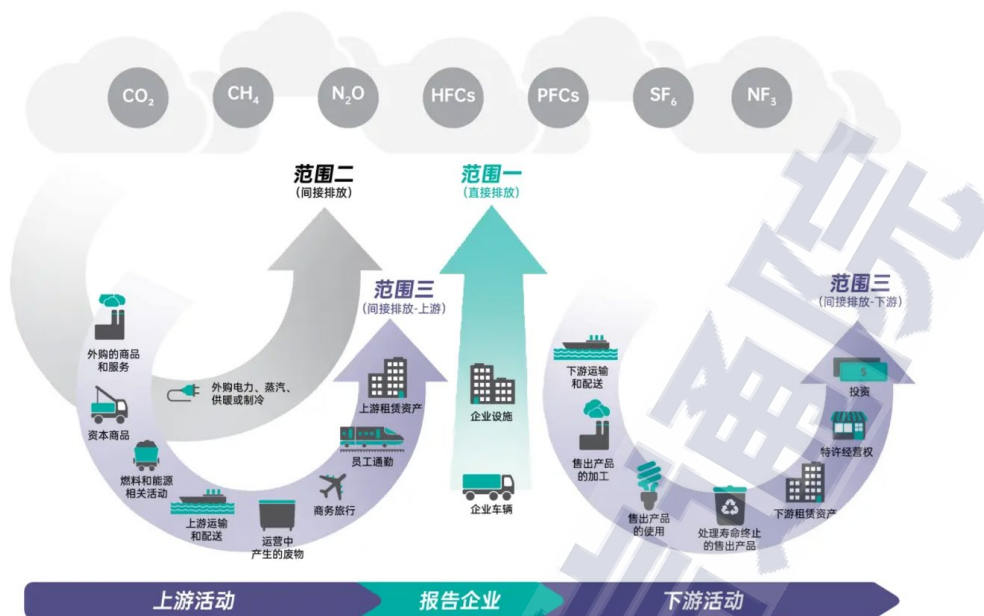 CO₂
CH₄
N₂O
HFCs
PFCs
SF₆
NF₃
范围二
(间接排放)
范围一
(直接排放)
范围三
(间接排放-上游)
范围三
(间接排放-下游)
外购的商品
和服务
资本商品
燃料和能源
相关活动
上游运输
和配送
运营中
产生的废物
商务旅行
员工通勤
上游租赁资产
外购电力、蒸汽、
供暖或制冷
企业设施
企业车辆
下游运输
和配送
售出产品
的加工
售出产品
的使用
处理寿命终止
的售出产品
下游租赁资产
特许经营权
$
投资
上游活动
报告企业
下游活动